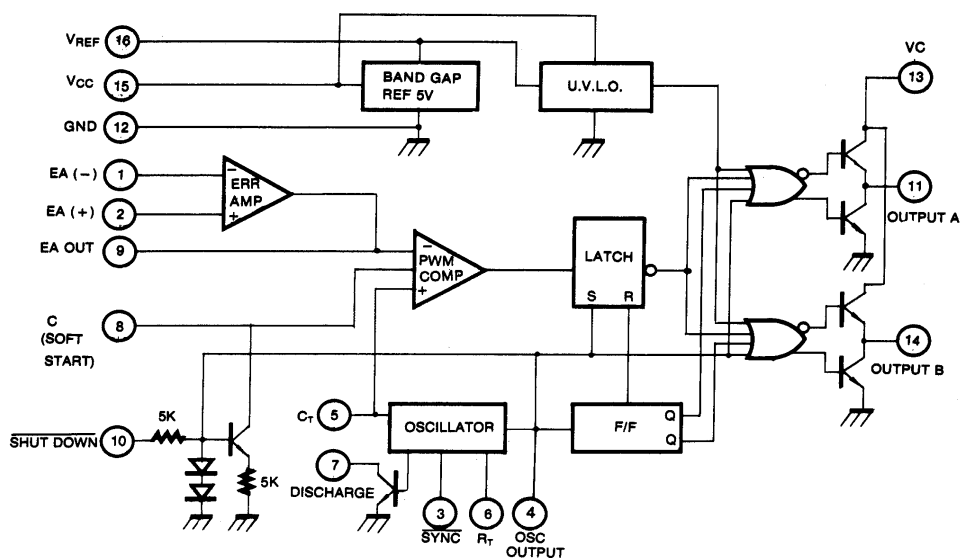 VREF 16
VCC 15
GND 12
EA (−) 1
EA (+) 2
EA OUT 9
C
(SOFT
START) 8
SHUT DOWN 10
5K
5K
BAND GAP
REF 5V
U.V.L.O.
ERR
AMP
−
+
−
PWM
COMP
+
LATCH
S R
CT 5
OSCILLATOR
F/F
Q
Q
7
DISCHARGE
3
SYNC
6
RT
4
OSC
OUTPUT
VC
13
11
OUTPUT A
14
OUTPUT B